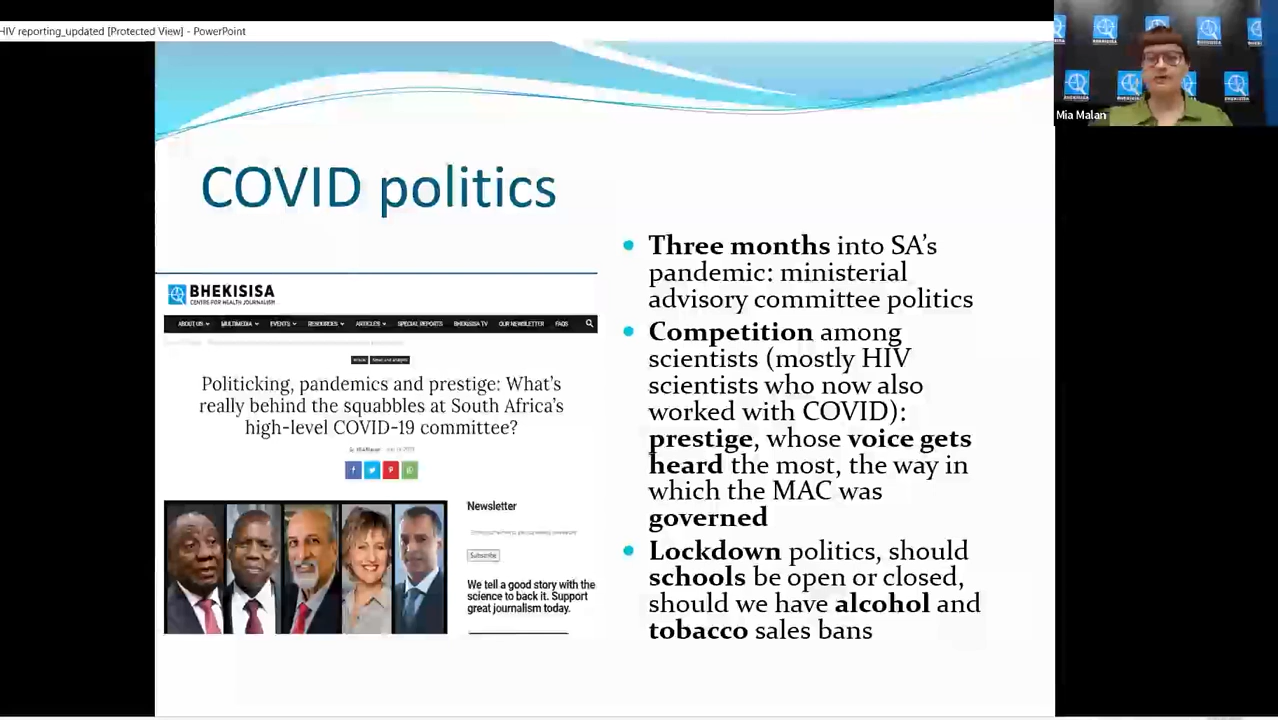 HIV reporting_updated [Protected View] - PowerPoint
BHEKISISA
BHEKISISA
BHEKISISA
BHEKISISA
Mia Malan
COVID politics
BHEKISISA
CENTRE FOR HEALTH JOURNALISM
ABOUT US MULTIMEDIA EVENTS RESOURCES ARTICLES SPECIAL REPORTS BHEKISISA TV OUR NEWSLETTER FAQS
Politicking, pandemics and prestige: What's
really behind the squabbles at South Africa's
high-level COVID-19 committee?
Newsletter
Subscribe
We tell a good story with the
science to back it. Support
great journalism today.
• Three months into SA's
pandemic: ministerial
advisory committee politics
• Competition among
scientists (mostly HIV
scientists who now also
worked with COVID):
prestige, whose voice gets
heard the most, the way in
which the MAC was
governed
• Lockdown politics, should
schools be open or closed,
should we have alcohol and
tobacco sales bans